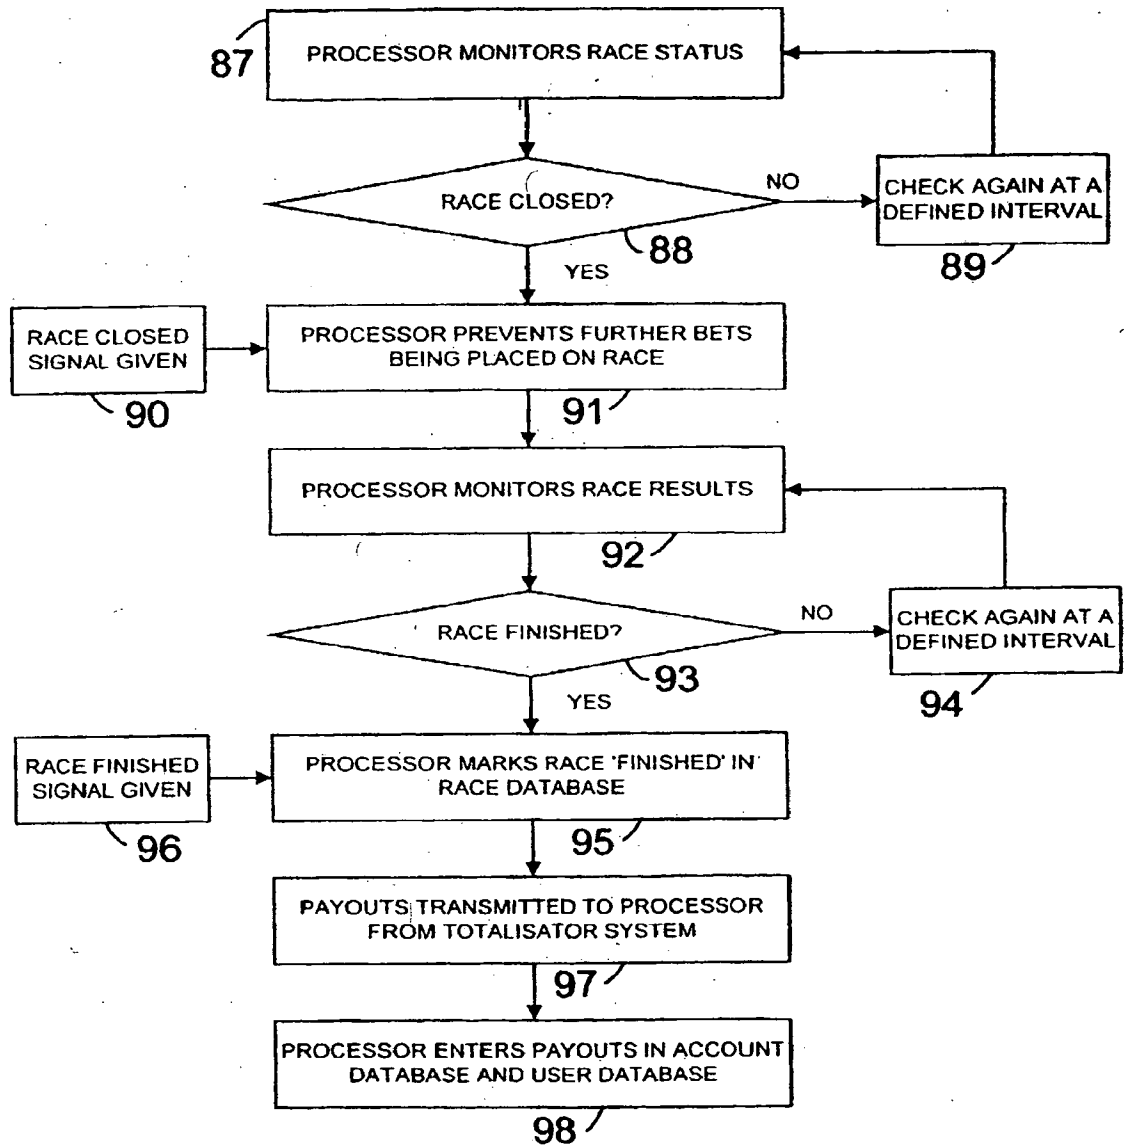 PROCESSOR MONITORS RACE STATUS
87
RACE CLOSED?
88
NO
CHECK AGAIN AT A
DEFINED INTERVAL
89
YES
RACE CLOSED
SIGNAL GIVEN
90
PROCESSOR PREVENTS FURTHER BETS
BEING PLACED ON RACE
91
PROCESSOR MONITORS RACE RESULTS
92
RACE FINISHED?
93
NO
CHECK AGAIN AT A
DEFINED INTERVAL
94
YES
RACE FINISHED
SIGNAL GIVEN
96
PROCESSOR MARKS RACE 'FINISHED' IN
RACE DATABASE
95
PAYOUTS TRANSMITTED TO PROCESSOR
FROM TOTALISATOR SYSTEM
97
PROCESSOR ENTERS PAYOUTS IN ACCOUNT
DATABASE AND USER DATABASE
98